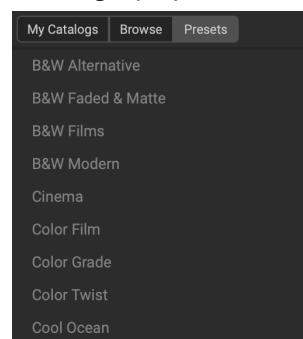 My Catalogs Browse Presets
B&W Alternative
B&W Faded & Matte
B&W Films
B&W Modern
Cinema
Color Film
Color Grade
Color Twist
Cool Ocean